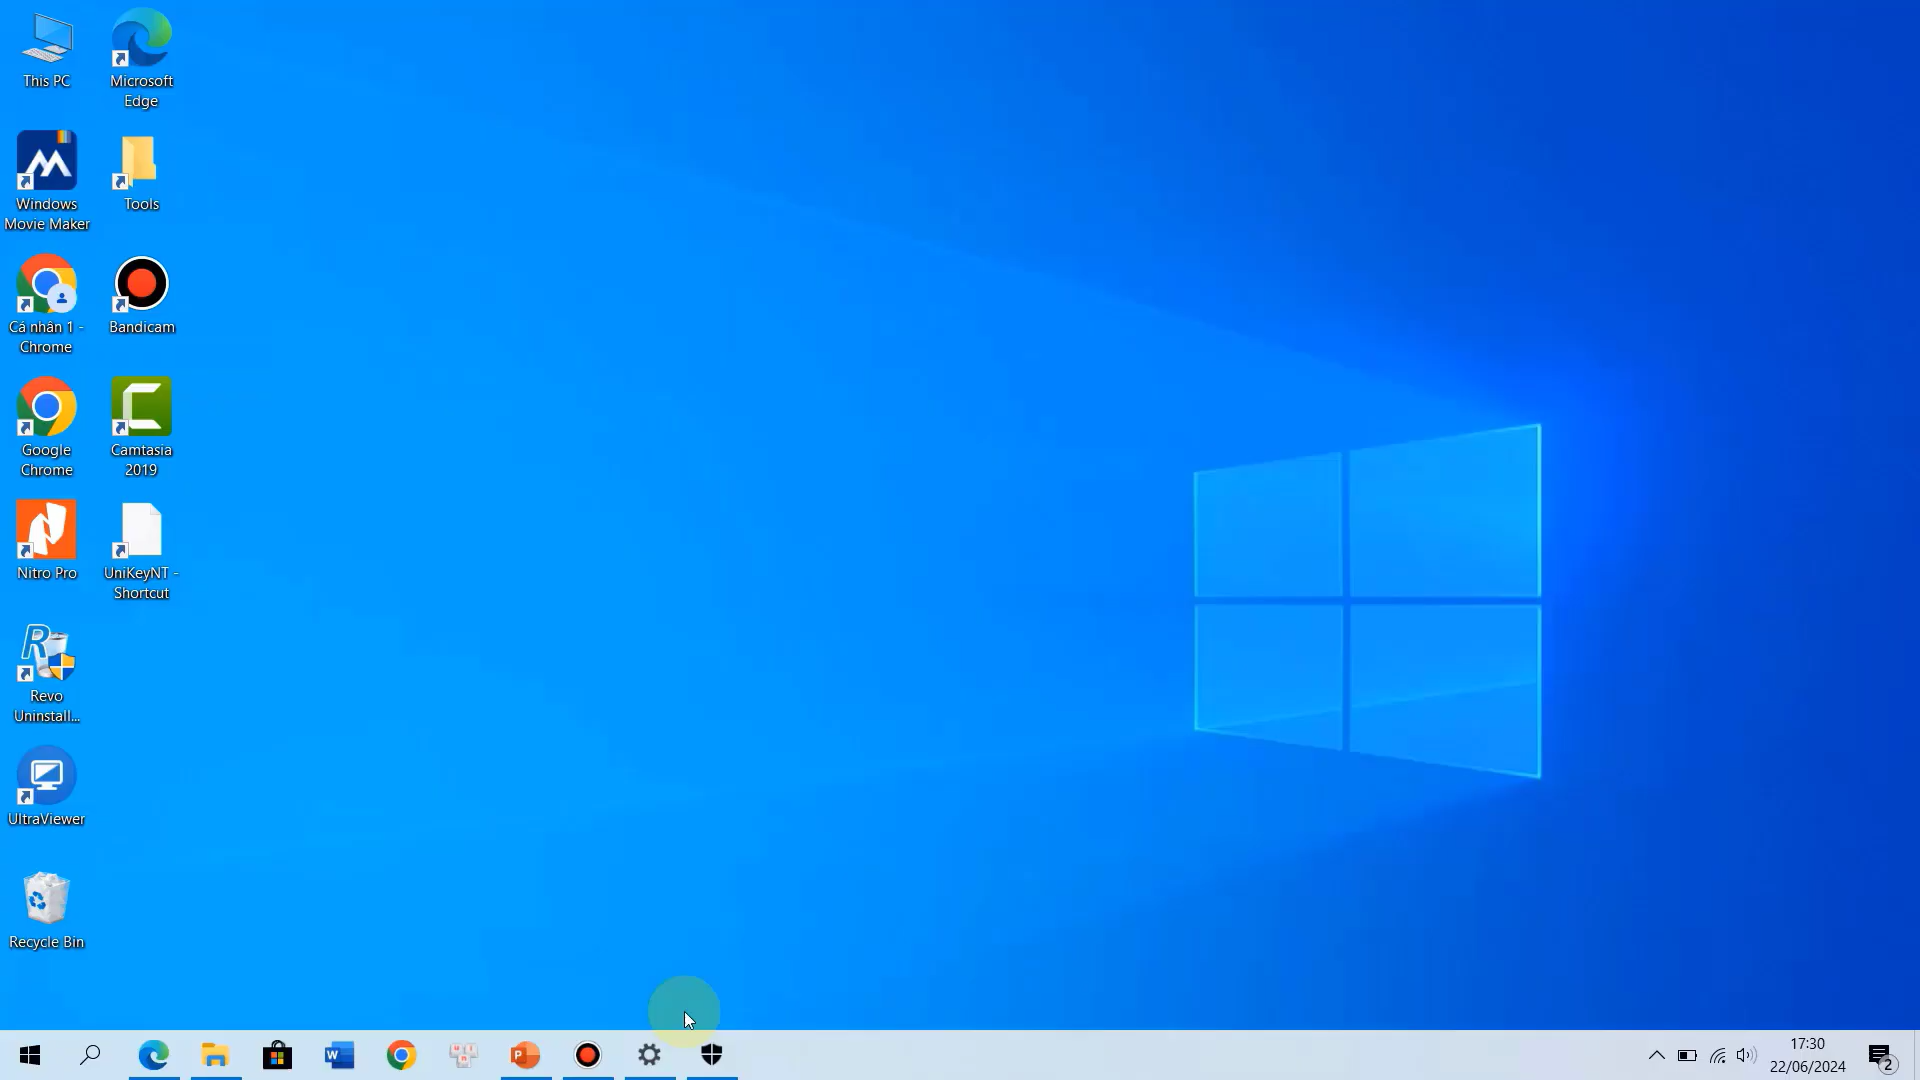 This PC
Microsoft
Edge
Windows
Movie Maker
Tools
Cá nhân 1 -
Chrome
Bandicam
Google
Chrome
Camtasia
2019
Nitro Pro
UniKeyNT -
Shortcut
Revo
Uninstall...
UltraViewer
Recycle Bin
17:30
22/06/2024
2